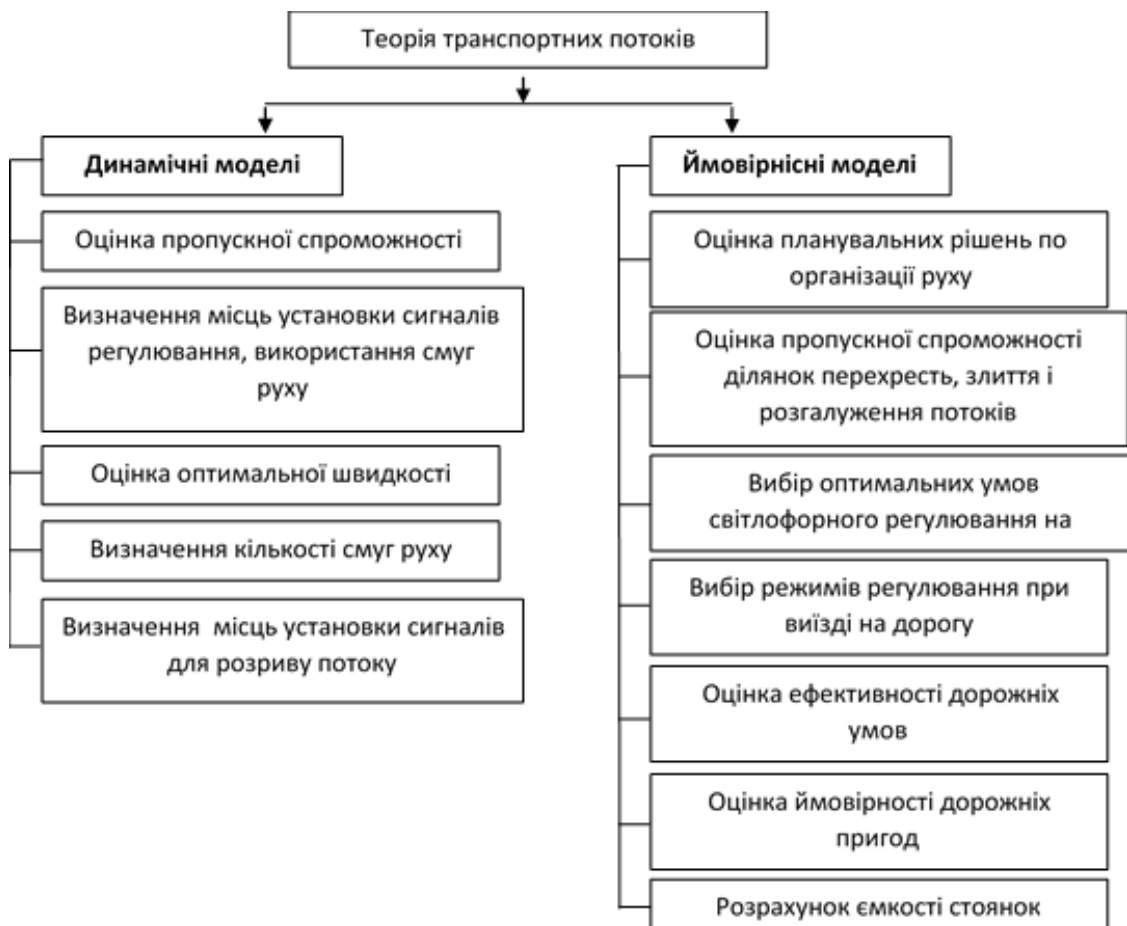 Теорія транспортних потоків
Динамічні моделі
Оцінка пропускної спроможності
Визначення місць установки сигналів
регулювання, використання смуг
руху
Оцінка оптимальної швидкості
Визначення кількості смуг руху
Визначення місць установки сигналів
для розриву потоку
Ймовірнісні моделі
Оцінка планувальних рішень по
організації руху
Оцінка пропускної спроможності
ділянок перехресть, злиття і
розгалуження потоків
Вибір оптимальних умов
світлофорного регулювання на
Вибір режимів регулювання при
виїзді на дорогу
Оцінка ефективності дорожніх
умов
Оцінка ймовірності дорожніх
пригод
Розрахунок ємкості стоянок